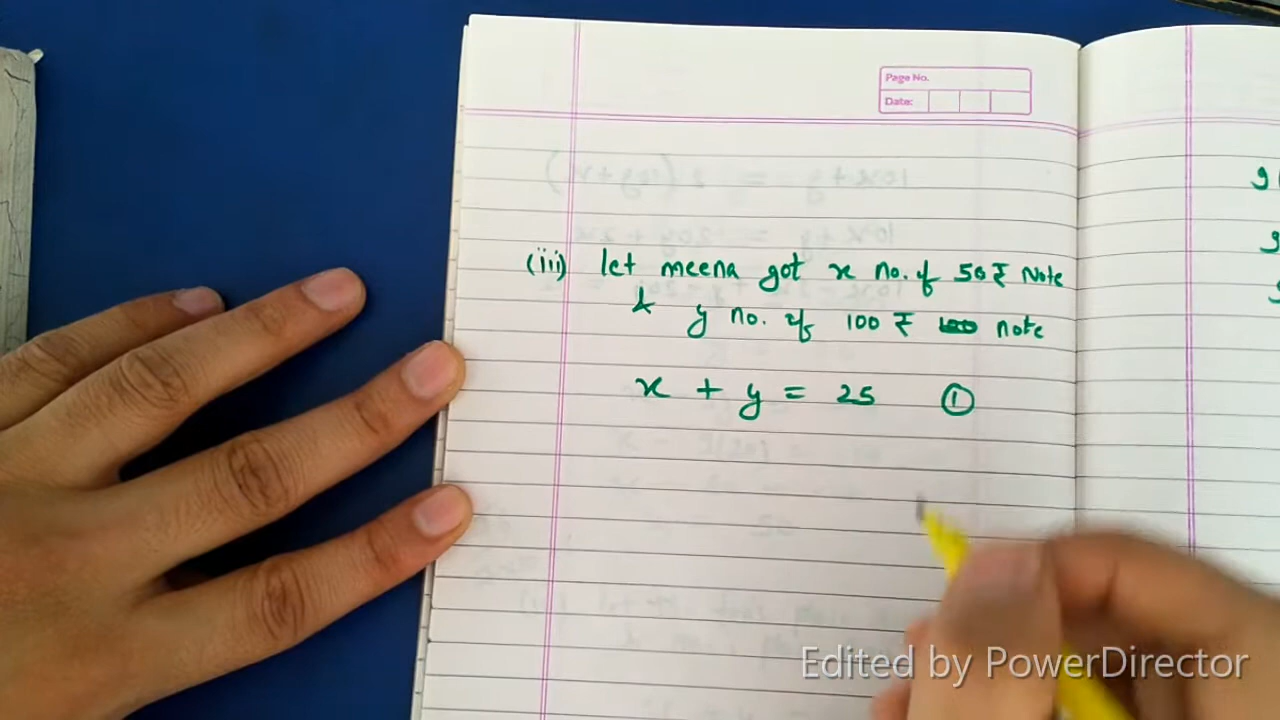 Page No.
Date:
(iii) let meena got x no. of 50 ₹ Note
& y no. of 100 ₹ note
x + y = 25 ①
Edited by PowerDirector